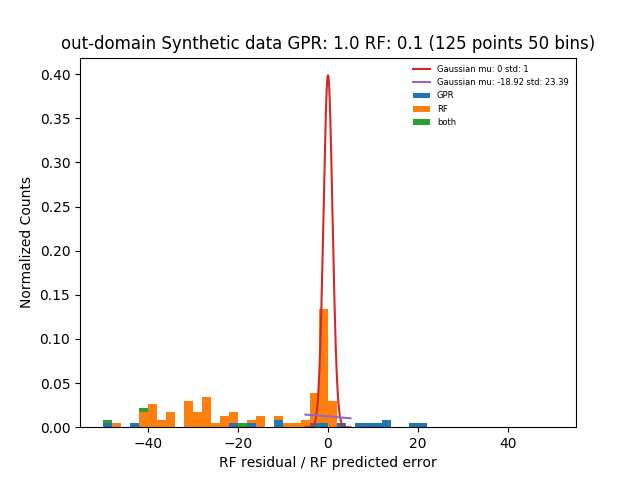 out-domain Synthetic data GPR: 1.0 RF: 0.1 (125 points 50 bins)
Gaussian mu: 0 std: 1
Gaussian mu: -18.92 std: 23.39
GPR
RF
both
Normalized Counts
0.40
0.35
0.30
0.25
0.20
0.15
0.10
0.05
0.00
−40 −20 0 20 40
RF residual / RF predicted error